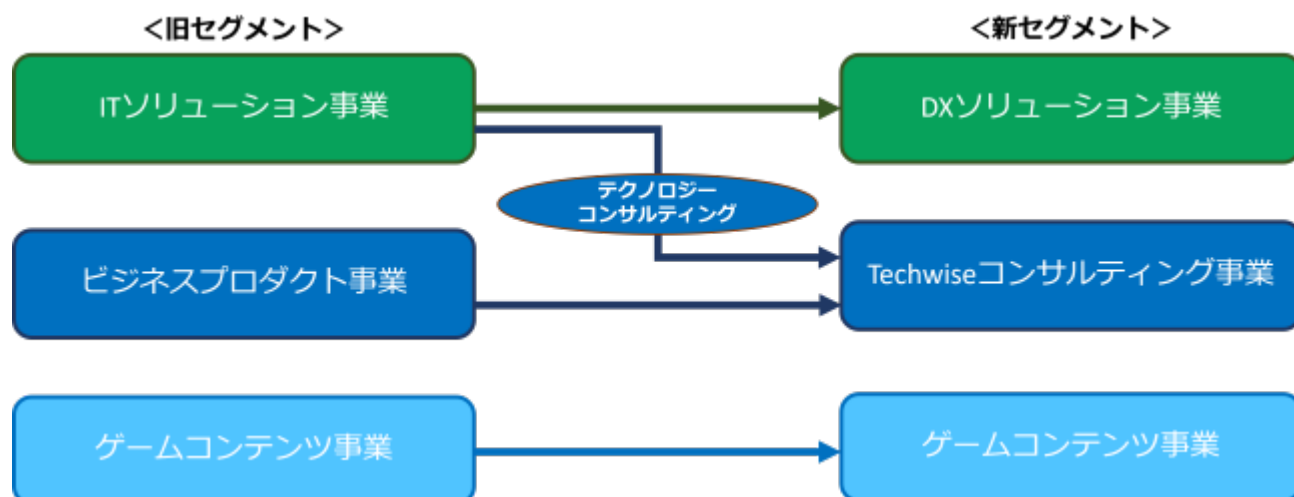 ＜旧セグメント＞
＜新セグメント＞
ITソリューション事業
DXソリューション事業
テクノロジー
コンサルティング
ビジネスプロダクト事業
Techwiseコンサルティング事業
ゲームコンテンツ事業
ゲームコンテンツ事業